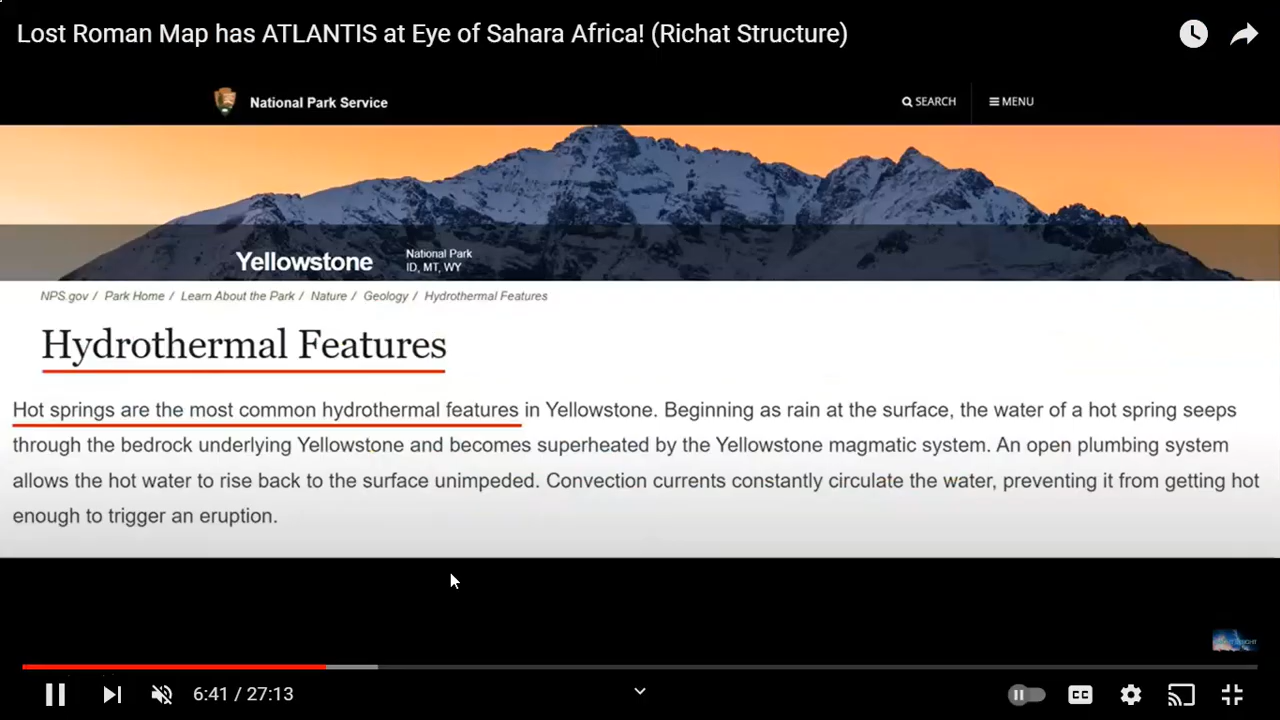 Lost Roman Map has ATLANTIS at Eye of Sahara Africa! (Richat Structure)
National Park Service
SEARCH
MENU
Yellowstone
National Park
ID, MT, WY
NPS.gov / Park Home / Learn About the Park / Nature / Geology / Hydrothermal Features
Hydrothermal Features
Hot springs are the most common hydrothermal features in Yellowstone. Beginning as rain at the surface, the water of a hot spring seeps
through the bedrock underlying Yellowstone and becomes superheated by the Yellowstone magmatic system. An open plumbing system
allows the hot water to rise back to the surface unimpeded. Convection currents constantly circulate the water, preventing it from getting hot
enough to trigger an eruption.
6:41 / 27:13
CC